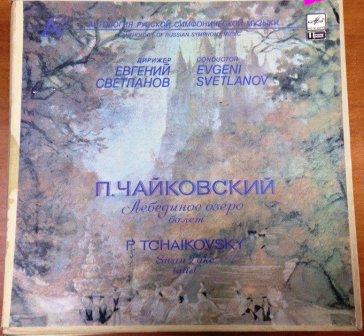 АНТОЛОГИЯ РУССКОЙ СИМФОНИЧЕСКОЙ МУЗЫКИ
ANTHOLOGY OF RUSSIAN SYMPHONY MUSIC
ДИРИЖЕР
ЕВГЕНИЙ
СВЕТЛАНОВ
CONDUCTOR
EVGENI
SVETLANOV
П. ЧАЙКОВСКИЙ
Лебединое озеро
балет
P. TCHAIKOVSKY
Swan Lake
ballet